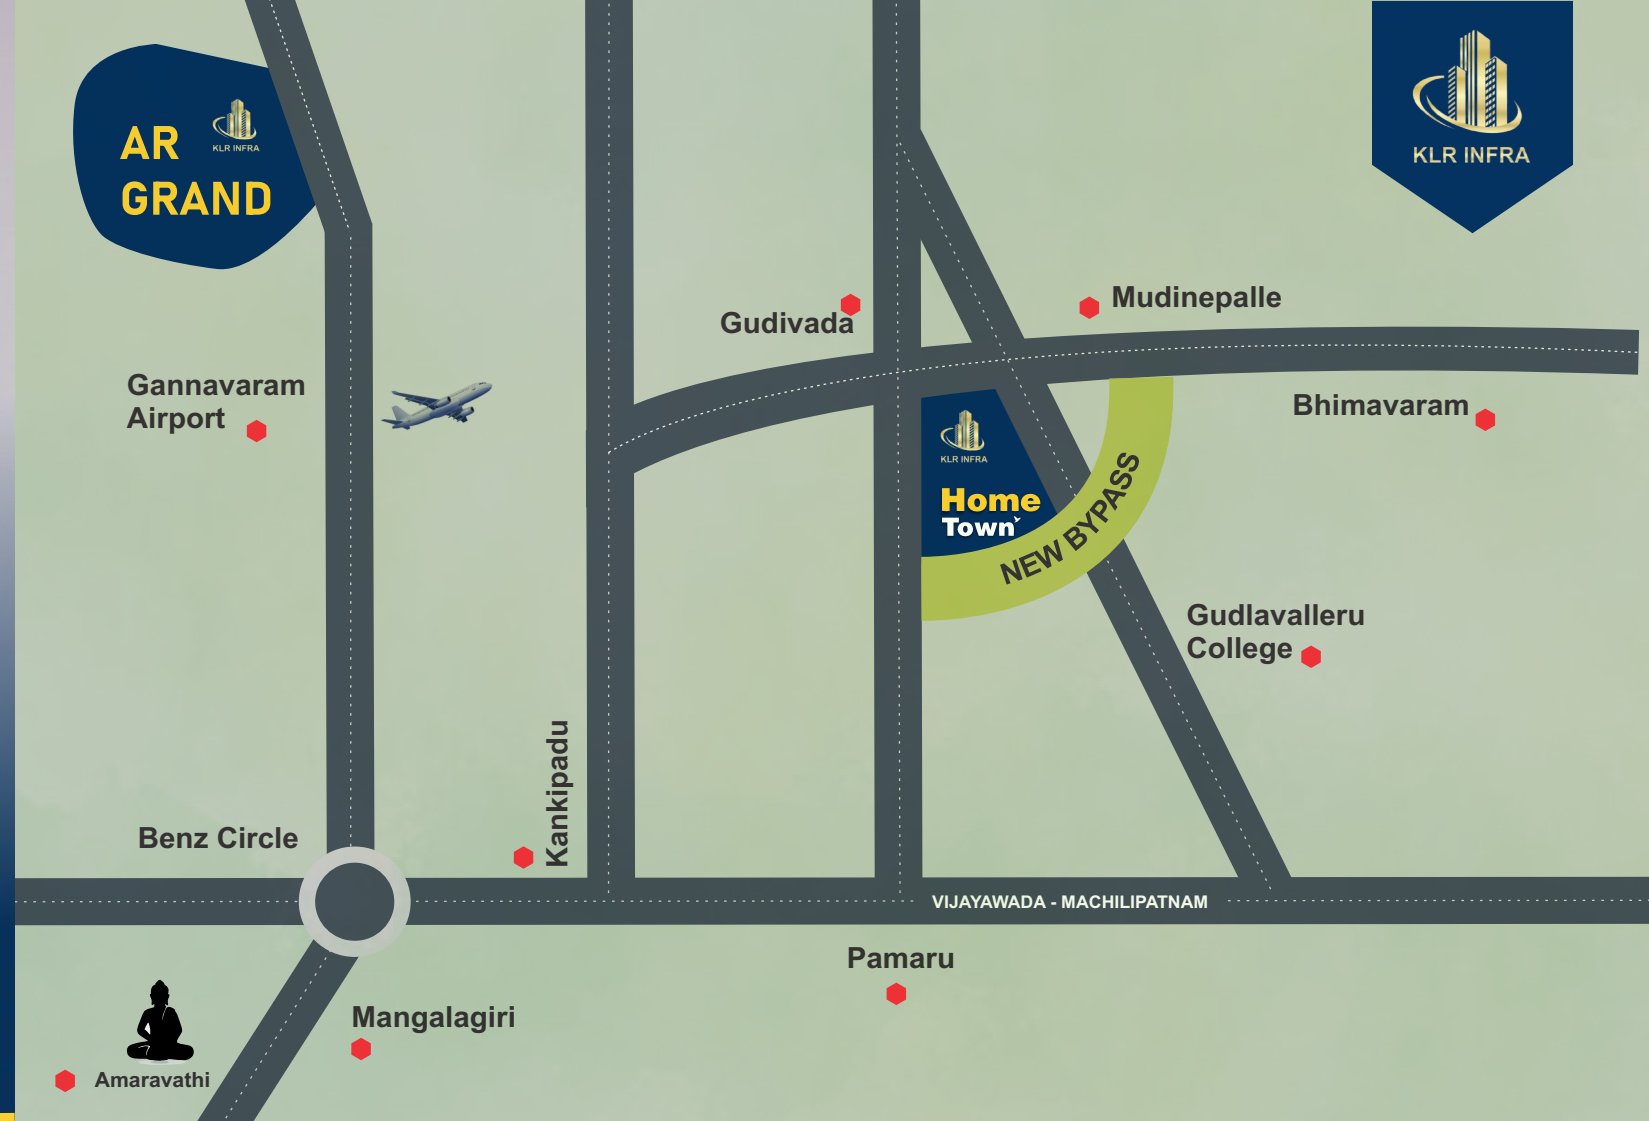 AR
GRAND
KLR INFRA
KLR INFRA
Gudivada
Mudinepalle
Gannavaram
Airport
Bhimavaram
KLR INFRA
Home
Town
NEW BYPASS
Gudlavalleru
College
Kankipadu
Benz Circle
VIJAYAWADA - MACHILIPATNAM
Pamaru
Mangalagiri
Amaravathi